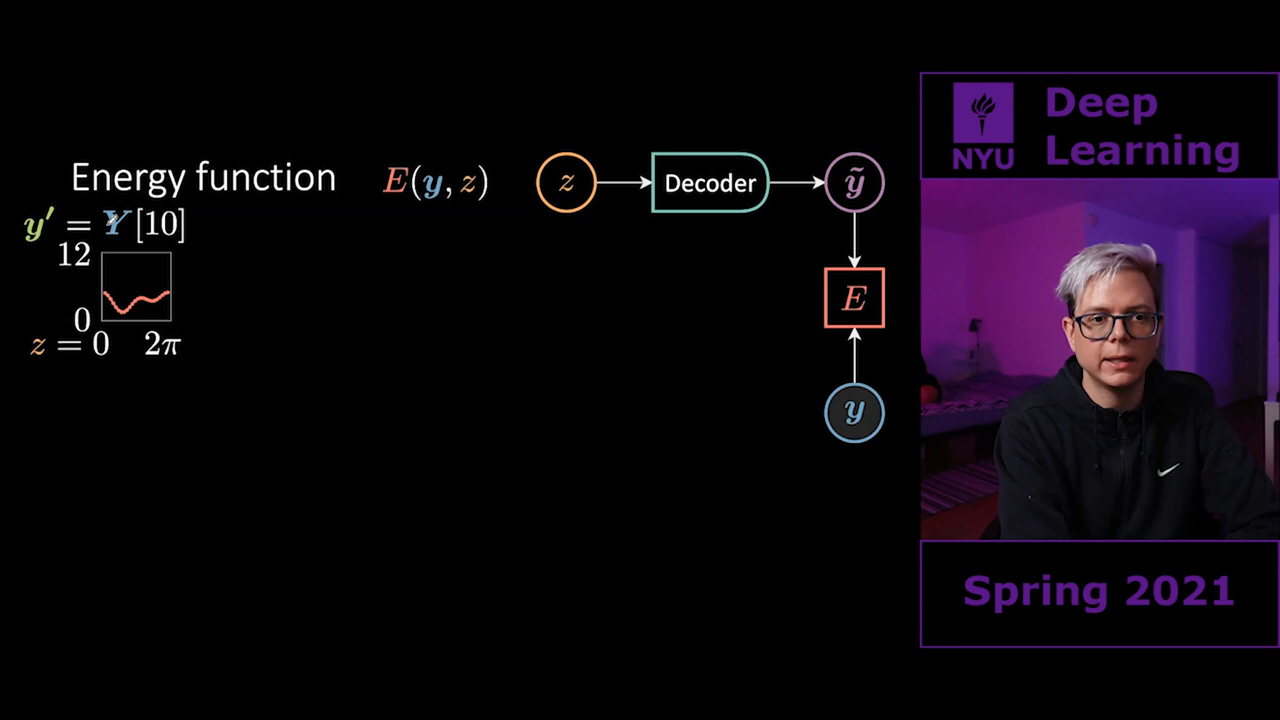 Energy function E(y, z)
z
Decoder
ỹ
E
y
y′ = Y[10]
12
0
z = 0 2π
NYU
Deep
Learning
Spring 2021